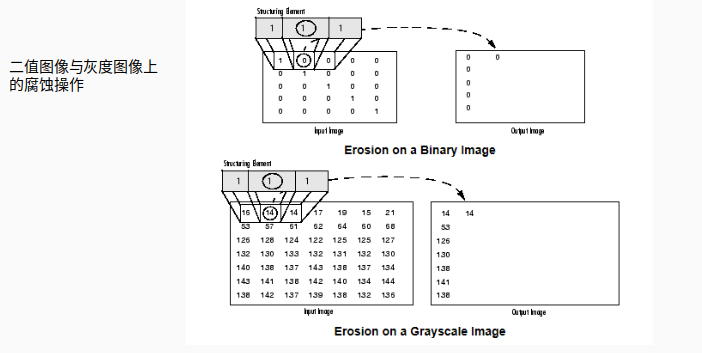 二值图像与灰度图像上
的腐蚀操作
Structuring Element
1 1 1
1 0 0 0 0
0 1 0 0 0
0 0 1 0 0
0 0 0 1 0
0 0 0 0 1
Input Image
0 0
0
0
0
0
Output Image
Erosion on a Binary Image
Structuring Element
1 1 1
16 14 14 17 19 15 21
53 57 61 62 64 60 68
126 128 124 122 125 125 127
132 130 133 132 131 132 130
140 138 137 143 138 137 134
143 141 138 142 140 134 144
138 142 137 139 138 132 136
Input Image
14 14
53
126
130
138
141
138
Output Image
Erosion on a Grayscale Image